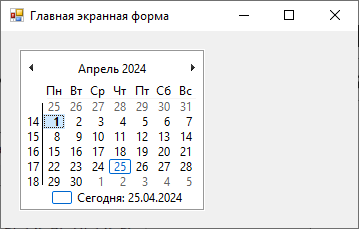 Главная экранная форма
Апрель 2024
Пн Вт Ср Чт Пт Сб Вс
25 26 27 28 29 30 31
14 1 2 3 4 5 6 7
15 8 9 10 11 12 13 14
16 15 16 17 18 19 20 21
17 22 23 24 25 26 27 28
18 29 30 1 2 3 4 5
Сегодня: 25.04.2024